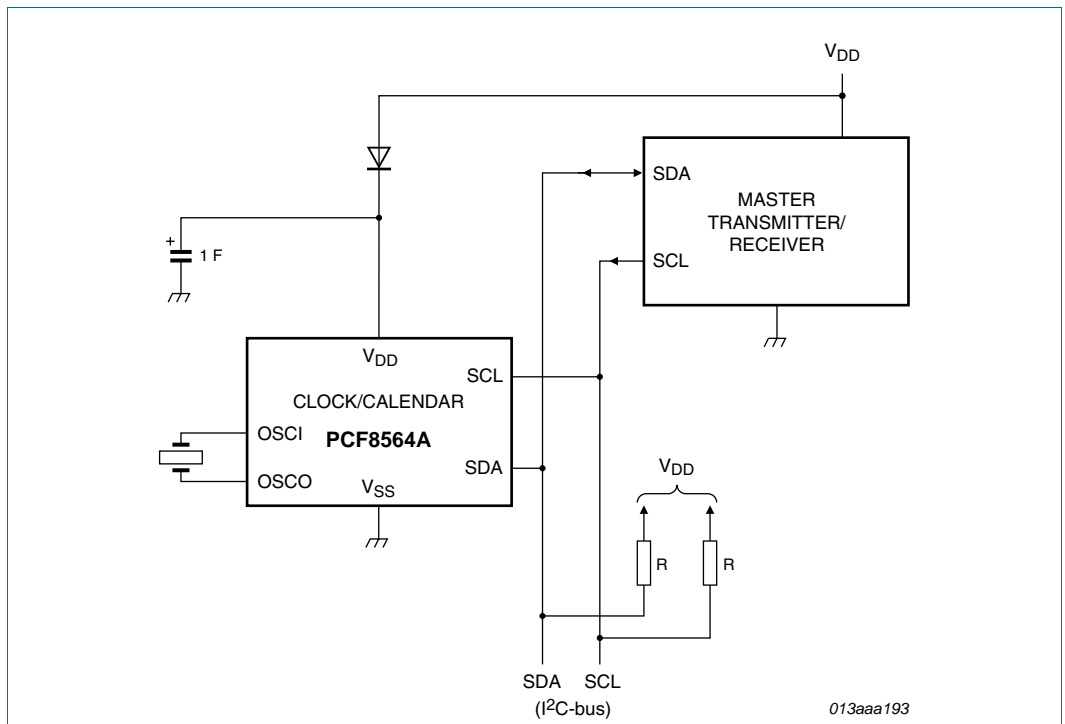 VDD
SDA
MASTER
TRANSMITTER/
RECEIVER
SCL
+
1 F
VDD
SCL
CLOCK/CALENDAR
PCF8564A
OSCI
OSCO
SDA
VSS
VDD
R
R
SDA SCL
(I²C-bus)
013aaa193